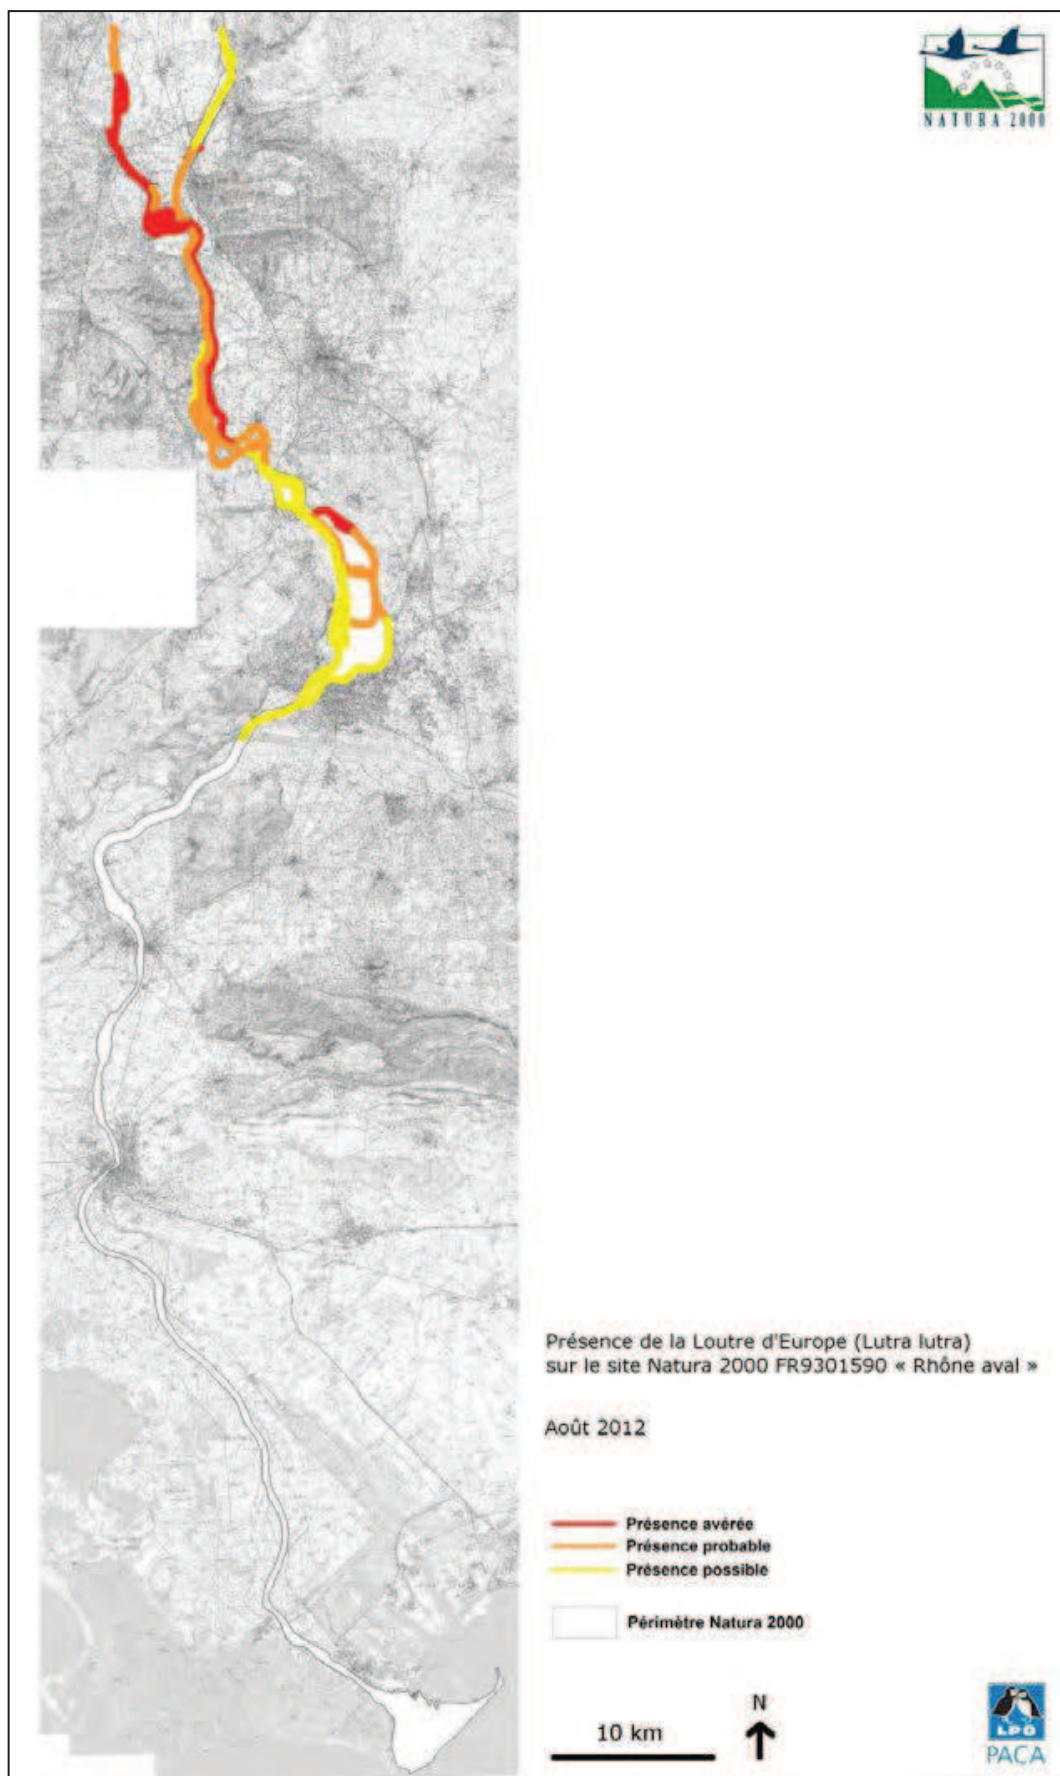 NATURA 2000
Présence de la Loutre d'Europe (Lutra lutra)
sur le site Natura 2000 FR9301590 « Rhône aval »
Août 2012
Présence avérée
Présence probable
Présence possible
Périmètre Natura 2000
10 km
N
LPO
PACA